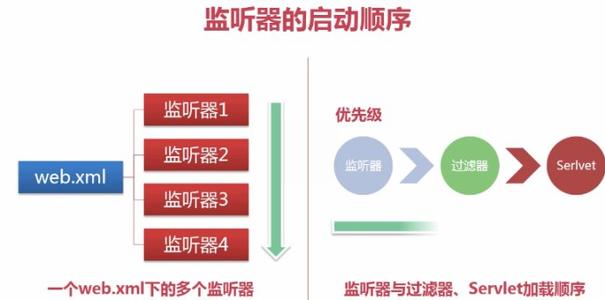 监听器的启动顺序
web.xml
监听器1
监听器2
监听器3
监听器4
一个web.xml下的多个监听器
优先级
监听器
过滤器
Serlvet
监听器与过滤器、Servlet加载顺序